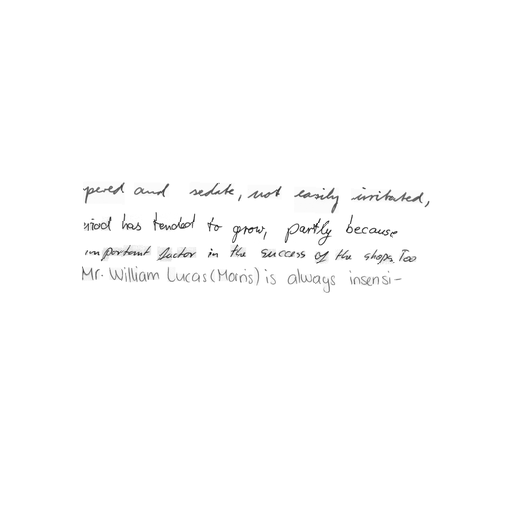 pered and sedate, not easily irritated,
riod has tended to grow, partly because
important factor in the success of the shops. Too
Mr. William Lucas (Morris) is always insensi-